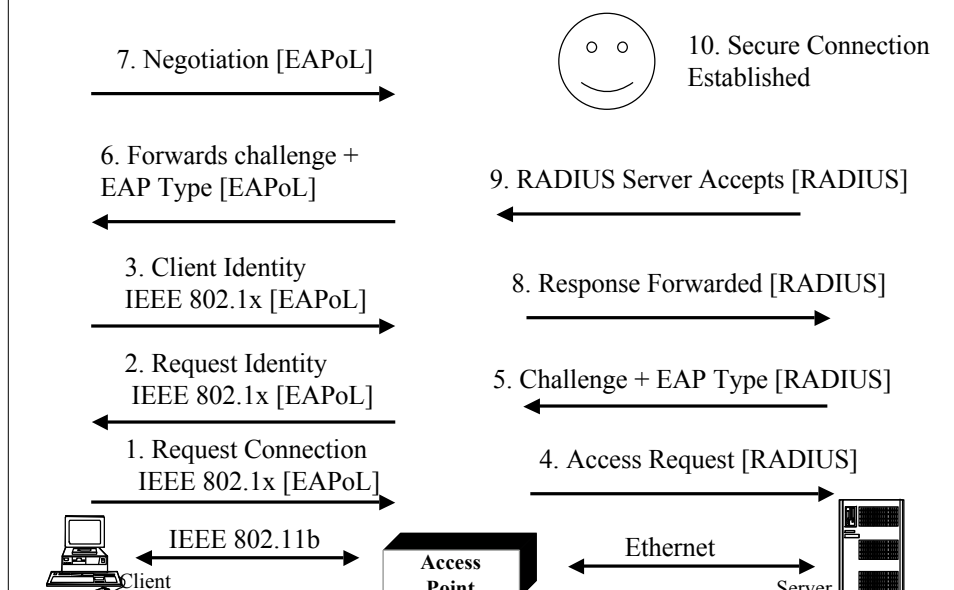 7. Negotiation [EAPoL]
10. Secure Connection
Established
6. Forwards challenge +
EAP Type [EAPoL]
9. RADIUS Server Accepts [RADIUS]
3. Client Identity
IEEE 802.1x [EAPoL]
8. Response Forwarded [RADIUS]
2. Request Identity
IEEE 802.1x [EAPoL]
5. Challenge + EAP Type [RADIUS]
1. Request Connection
IEEE 802.1x [EAPoL]
4. Access Request [RADIUS]
IEEE 802.11b
Ethernet
Client
Access
Point
Server